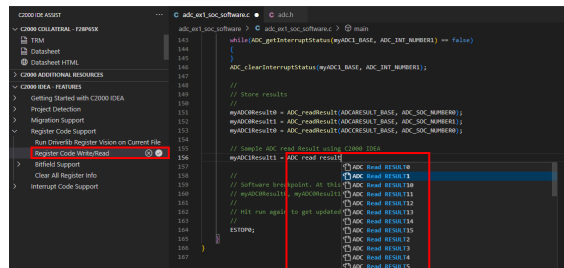 C2000 IDE ASSIST
C2000 COLLATERAL - F28P65X
TRM
Datasheet
Datasheet HTML
C2000 ADDITIONAL RESOURCES
C2000 IDEA - FEATURES
Getting Started with C2000 IDEA
Project Detection
Migration Support
Register Code Support
Run Driverlib Register Vision on Current File
Register Code Write/Read
Bitfield Support
Clear All Register Info
Interrupt Code Support
C adc_ex1_soc_software.c ● C adc.h
adc_ex1_soc_software > C adc_ex1_soc_software.c > main
143 while(ADC_getInterruptStatus(myADC1_BASE, ADC_INT_NUMBER1) == false)
144 {
145 }
146 ADC_clearInterruptStatus(myADC1_BASE, ADC_INT_NUMBER1);
147
148 //
149 // Store results
150 //
151 myADC0Result0 = ADC_readResult(ADCARESULT_BASE, ADC_SOC_NUMBER0);
152 myADC0Result1 = ADC_readResult(ADCARESULT_BASE, ADC_SOC_NUMBER1);
153 myADC1Result0 = ADC_readResult(ADCCRESULT_BASE, ADC_SOC_NUMBER0);
154
155 // Sample ADC read Result using C2000 IDEA
156 myADC1Result1 = ADC read result
157
158 //
159 // Software breakpoint. At this
160 // myADC0Result0, myADC0Result1
161 //
162 // Hit run again to get updated
163 //
164 ESTOP0;
165 }
166 }
167
ADC Read RESULT0
ADC Read RESULT1
ADC Read RESULT10
ADC Read RESULT11
ADC Read RESULT12
ADC Read RESULT13
ADC Read RESULT14
ADC Read RESULT15
ADC Read RESULT2
ADC Read RESULT3
ADC Read RESULT4
ADC Read RESULT5